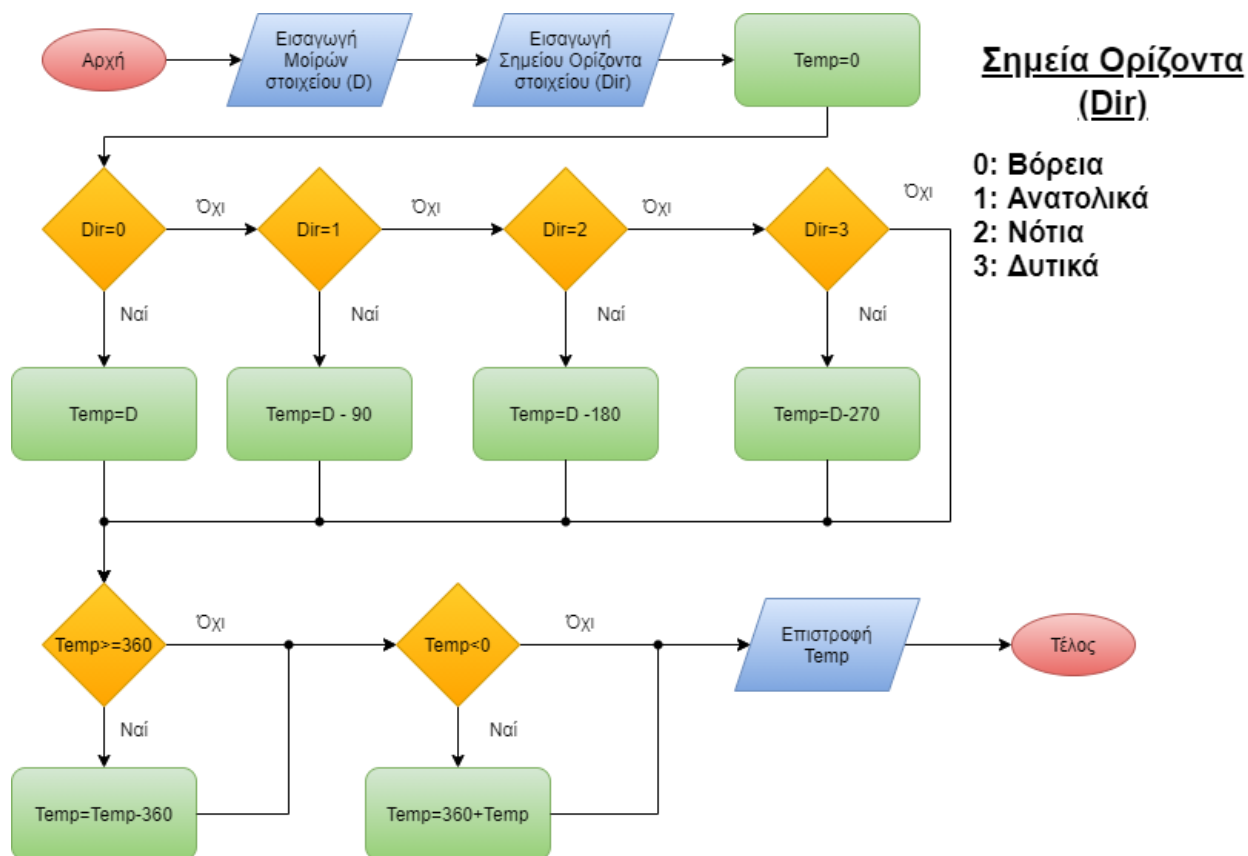 Αρχή
Εισαγωγή
Μοίρών
στοιχείου (D)
Εισαγωγή
Σημείου Ορίζοντα
στοιχείου (Dir)
Temp=0
Σημεία Ορίζοντα
(Dir)
0: Βόρεια
1: Ανατολικά
2: Νότια
3: Δυτικά
Dir=0
Όχι
Dir=1
Όχι
Dir=2
Όχι
Dir=3
Όχι
Ναί
Ναί
Ναί
Ναί
Temp=D
Temp=D - 90
Temp=D -180
Temp=D-270
Temp>=360
Όχι
Temp<0
Όχι
Επιστροφή
Temp
Τέλος
Ναί
Ναί
Temp=Temp-360
Temp=360+Temp